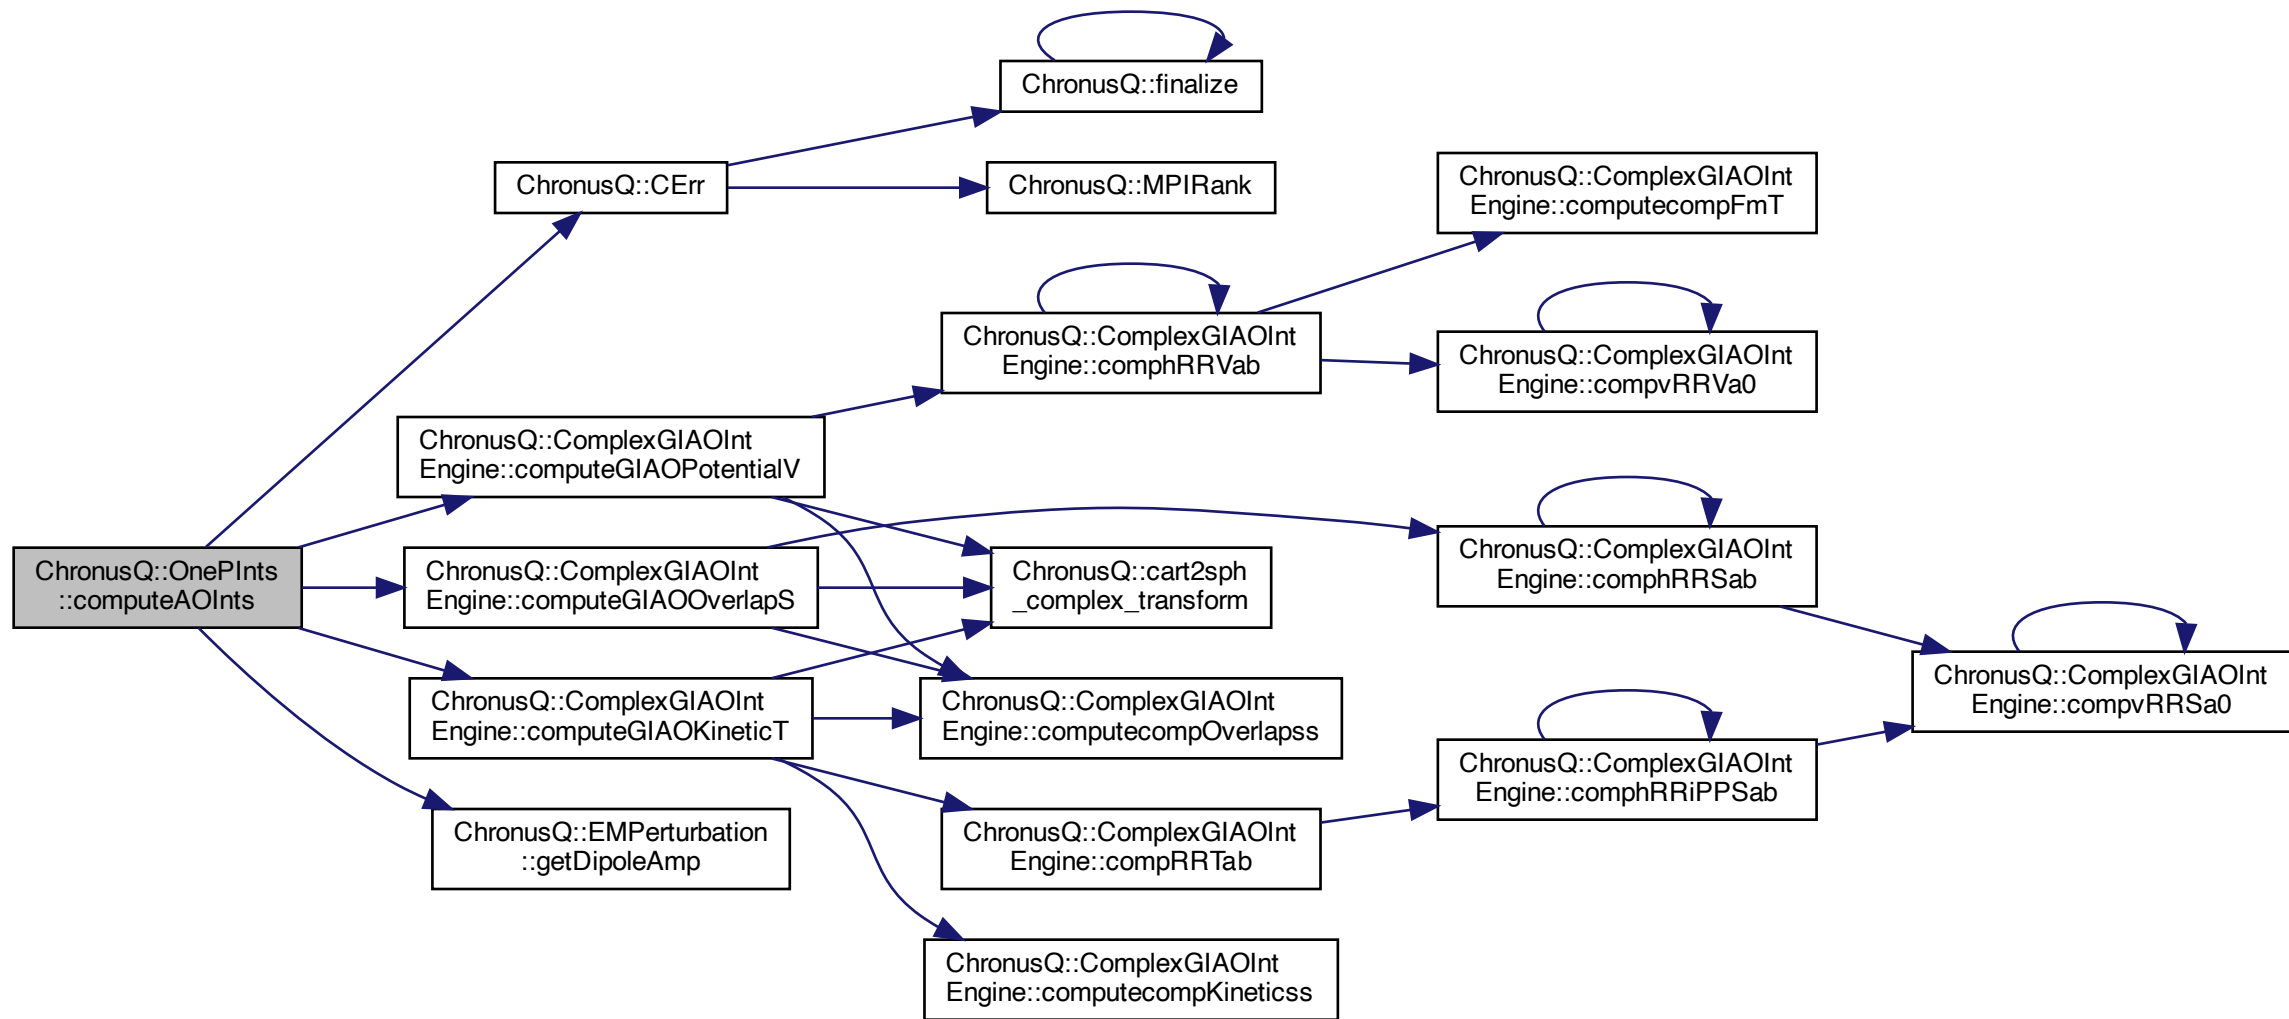 ChronusQ::OnePInts
::computeAOInts
ChronusQ::CErr
ChronusQ::finalize
ChronusQ::MPIRank
ChronusQ::ComplexGIAOInt
Engine::computeGIAOPotentialV
ChronusQ::ComplexGIAOInt
Engine::comphRRVab
ChronusQ::ComplexGIAOInt
Engine::computecompFmT
ChronusQ::ComplexGIAOInt
Engine::compvRRVa0
ChronusQ::ComplexGIAOInt
Engine::computeGIAOOverlapS
ChronusQ::cart2sph
_complex_transform
ChronusQ::ComplexGIAOInt
Engine::comphRRSab
ChronusQ::ComplexGIAOInt
Engine::compvRRSa0
ChronusQ::ComplexGIAOInt
Engine::computeGIAOKineticT
ChronusQ::ComplexGIAOInt
Engine::computecompOverlapss
ChronusQ::ComplexGIAOInt
Engine::comphRRiPPSab
ChronusQ::EMPerturbation
::getDipoleAmp
ChronusQ::ComplexGIAOInt
Engine::compRRTab
ChronusQ::ComplexGIAOInt
Engine::computecompKineticss